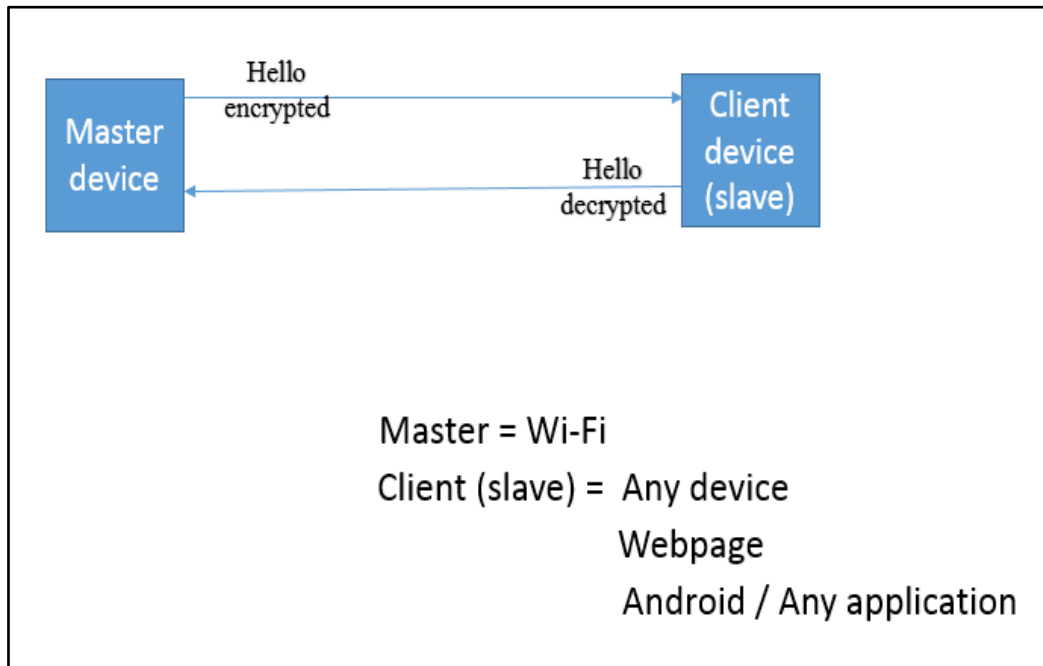 Hello
encrypted
Master
device
Client
device
(slave)
Hello
decrypted
Master = Wi-Fi
Client (slave) = Any device
Webpage
Android / Any application